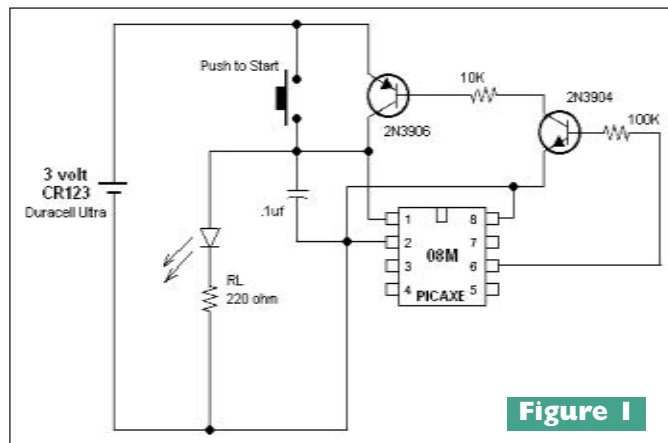 Push to Start
10K
2N3904
2N3906
100K
3 volt
CR123
Duracell Ultra
.1uf
1 8
2 7
08M
3 6
4 5
PICAXE
RL
220 ohm
Figure 1